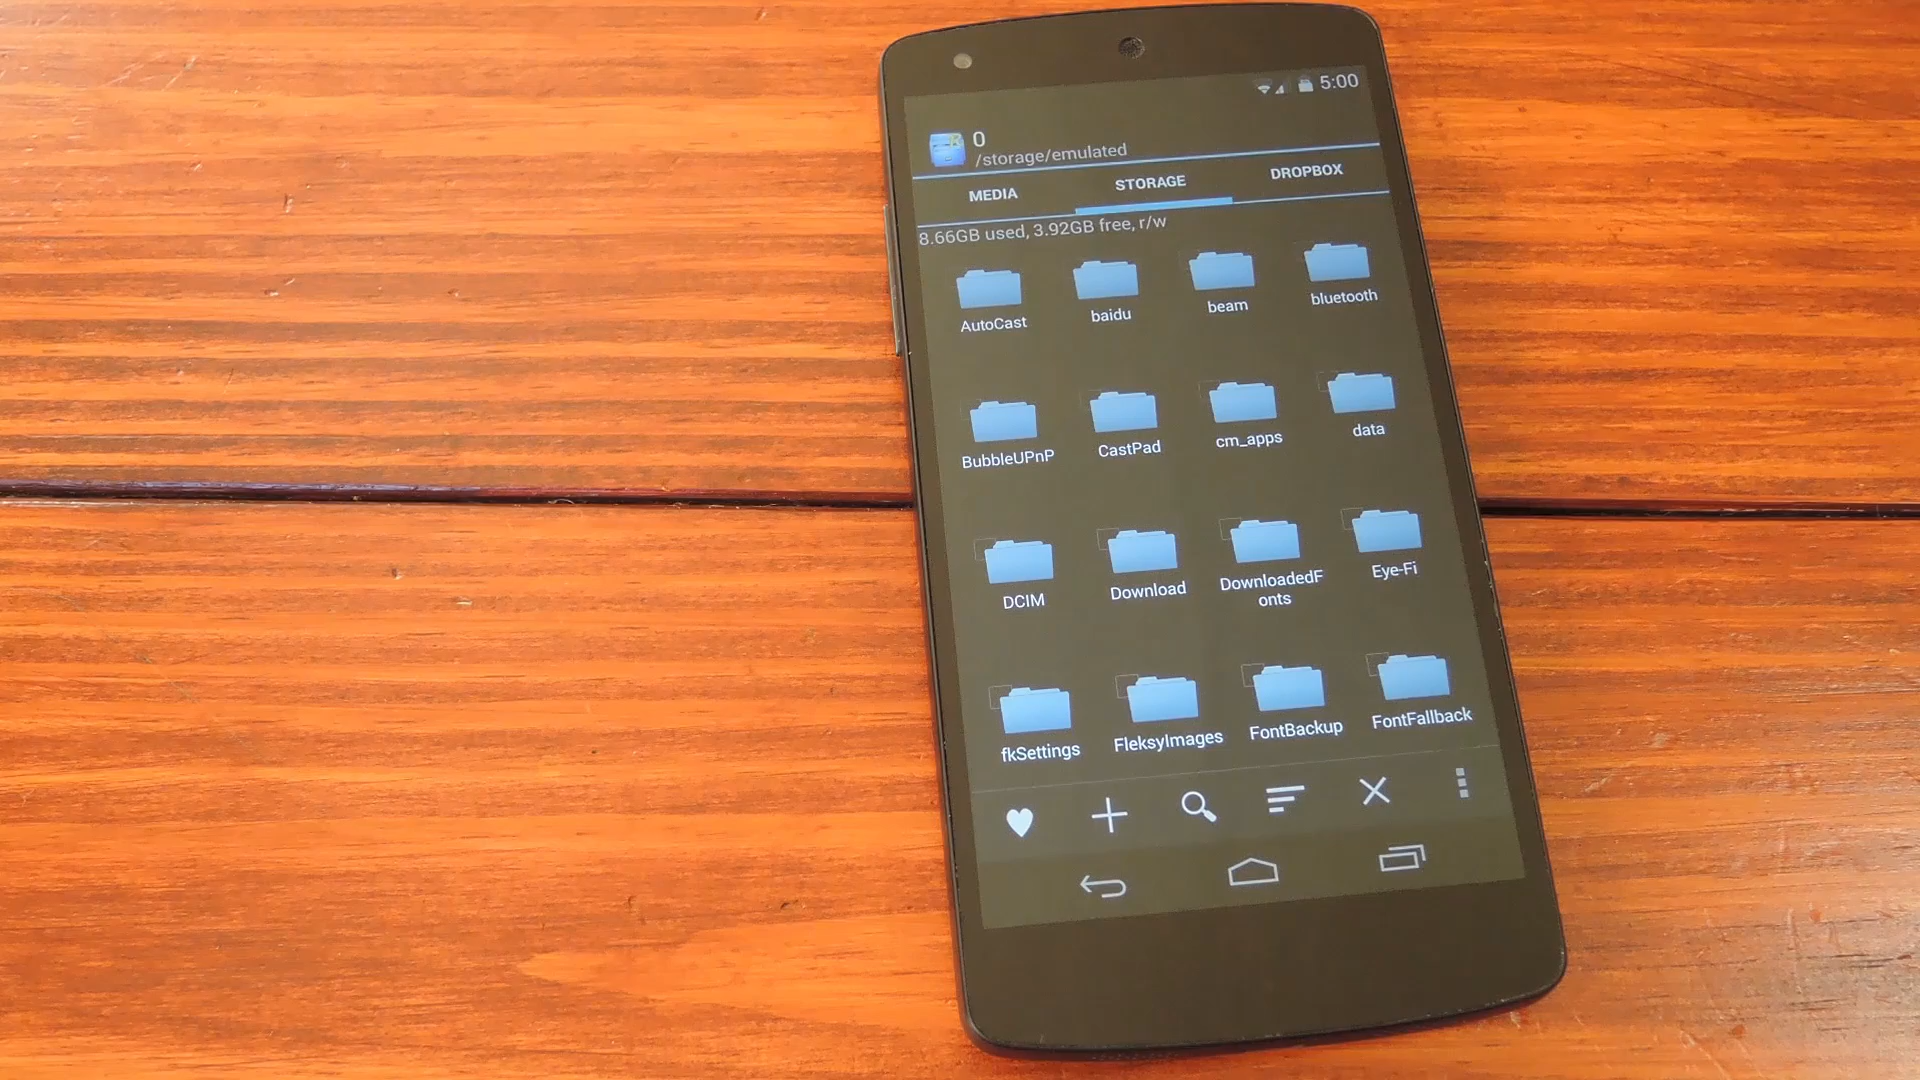 5:00
0
/storage/emulated
MEDIA STORAGE DROPBOX
8.66GB used, 3.92GB free, r/w
AutoCast baidu beam bluetooth
BubbleUPnP CastPad cm_apps data
DCIM Download DownloadedF Eye-Fi
onts
fkSettings FleksyImages FontBackup FontFallback